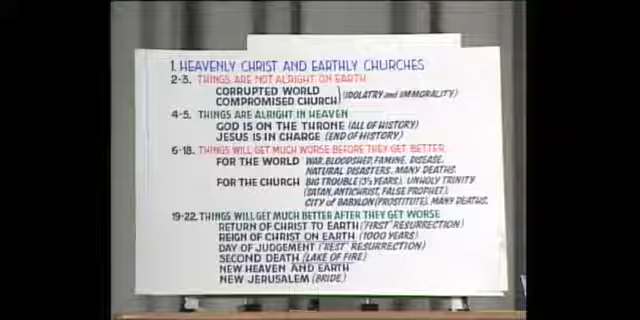 1. HEAVENLY CHRIST AND EARTHLY CHURCHES
2-3. THINGS ARE NOT ALRIGHT ON EARTH
CORRUPTED WORLD
COMPROMISED CHURCH) (IDOLATRY and IMMORALITY)
4-5. THINGS ARE ALRIGHT IN HEAVEN
GOD IS ON THE THRONE (ALL OF HISTORY)
JESUS IS IN CHARGE (END OF HISTORY)
6-18. THINGS WILL GET MUCH WORSE BEFORE THEY GET BETTER
FOR THE WORLD WAR, BLOODSHED, FAMINE, DISEASE,
NATURAL DISASTERS, MANY DEATHS.
FOR THE CHURCH BIG TROUBLE (3½ YEARS), UNHOLY TRINITY
(SATAN, ANTICHRIST, FALSE PROPHET).
CITY OF BABYLON (PROSTITUTE). MANY DEATHS.
19-22. THINGS WILL GET MUCH BETTER AFTER THEY GET WORSE
RETURN OF CHRIST TO EARTH ("FIRST" RESURRECTION)
REIGN OF CHRIST ON EARTH (1000 YEARS)
DAY OF JUDGEMENT ("REST" RESURRECTION)
SECOND DEATH (LAKE OF FIRE)
NEW HEAVEN AND EARTH
NEW JERUSALEM (BRIDE)